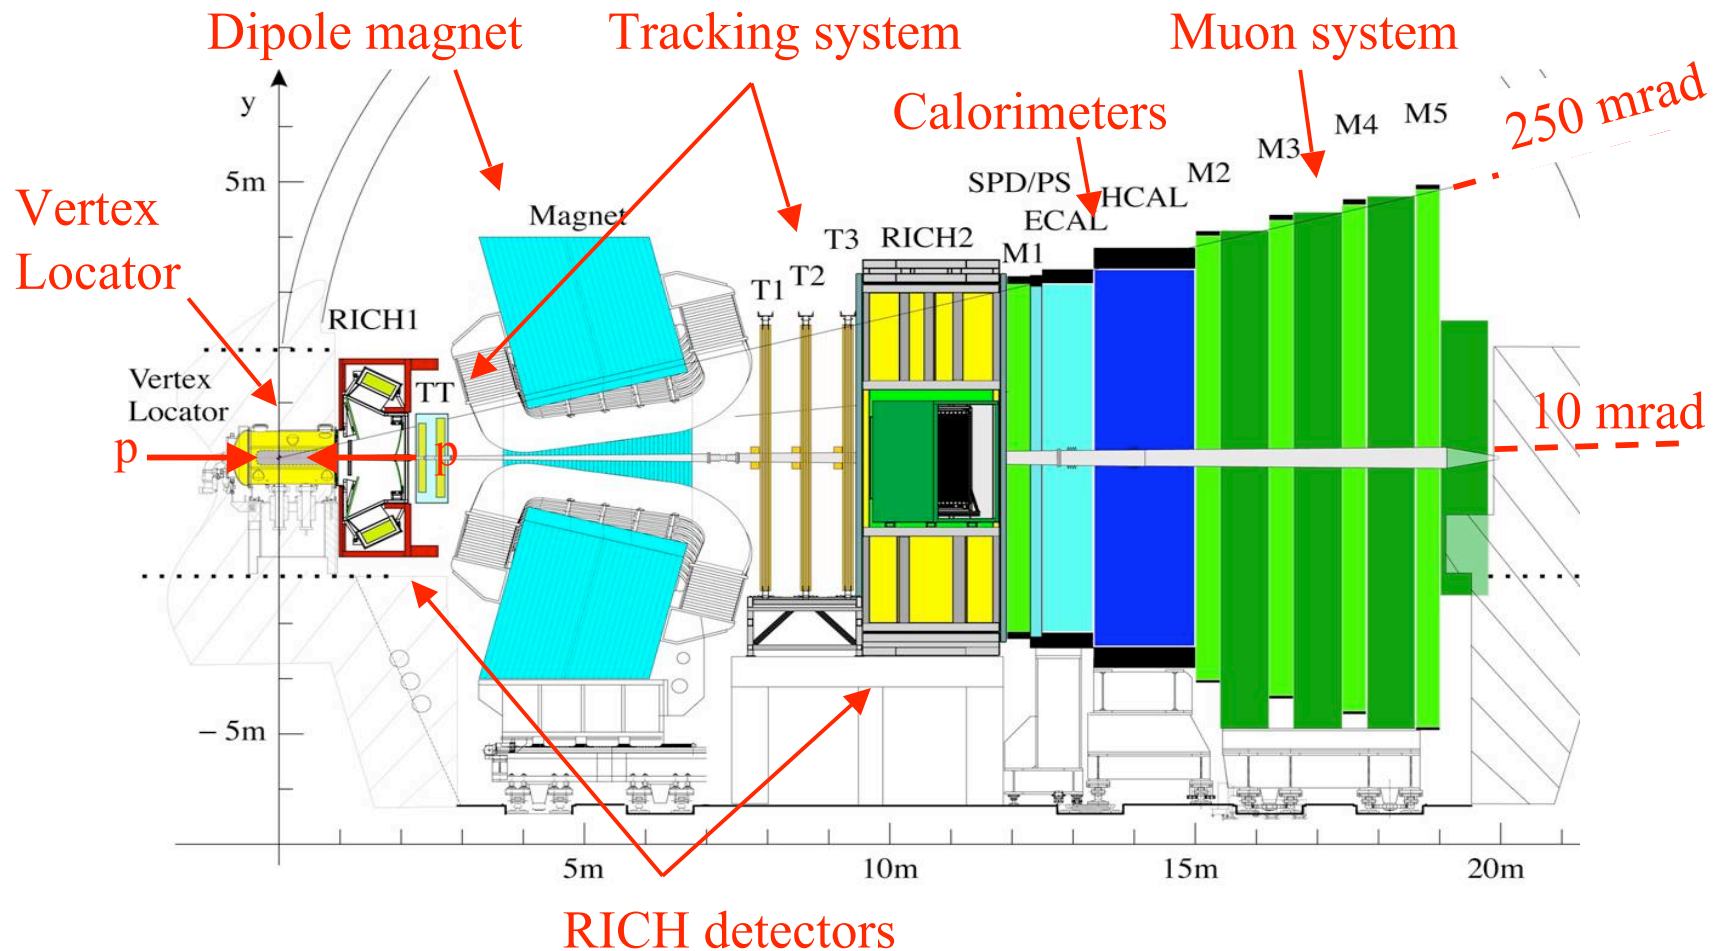 Dipole magnet
Tracking system
Muon system
Calorimeters
250 mrad
y
M5
M4
M3
M2
5m
SPD/PS
HCAL
ECAL
Vertex
Locator
Magnet
T3
RICH2
M1
T2
T1
RICH1
Vertex
Locator
TT
10 mrad
p
p
− 5m
5m
10m
15m
20m
RICH detectors